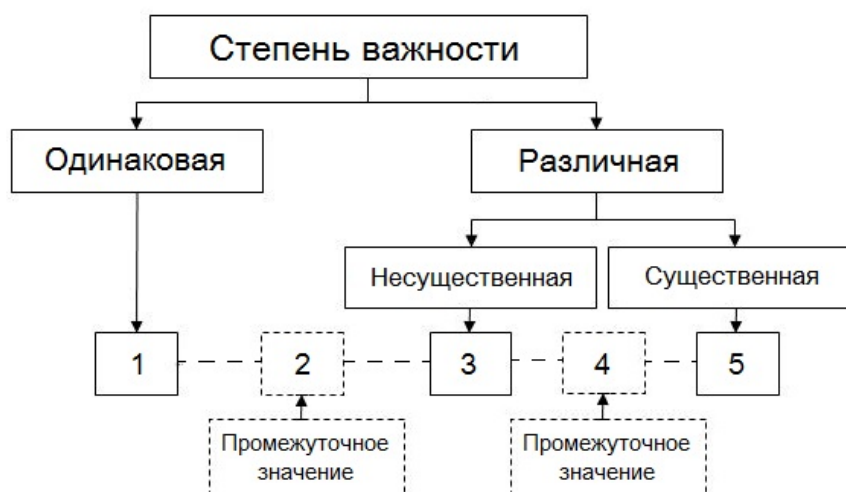 Степень важности
Одинаковая
Различная
Несущественная
Существенная
1
2
3
4
5
Промежуточное
значение
Промежуточное
значение